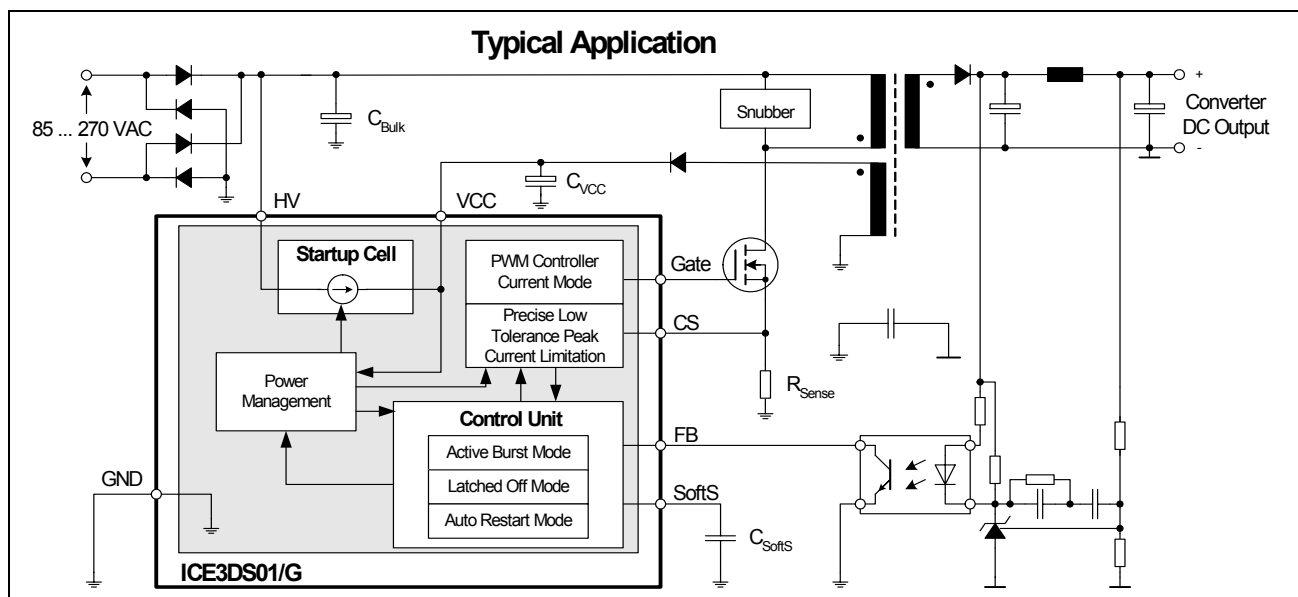 Typical Application
+
Snubber
Converter
DC Output
C_Bulk
85 ... 270 VAC
-
C_VCC
HV
VCC
Startup Cell
PWM Controller
Current Mode
Gate
Precise Low
Tolerance Peak
Current Limitation
CS
Power
Management
R_Sense
Control Unit
FB
Active Burst Mode
GND
Latched Off Mode
SoftS
Auto Restart Mode
C_SoftS
ICE3DS01/G